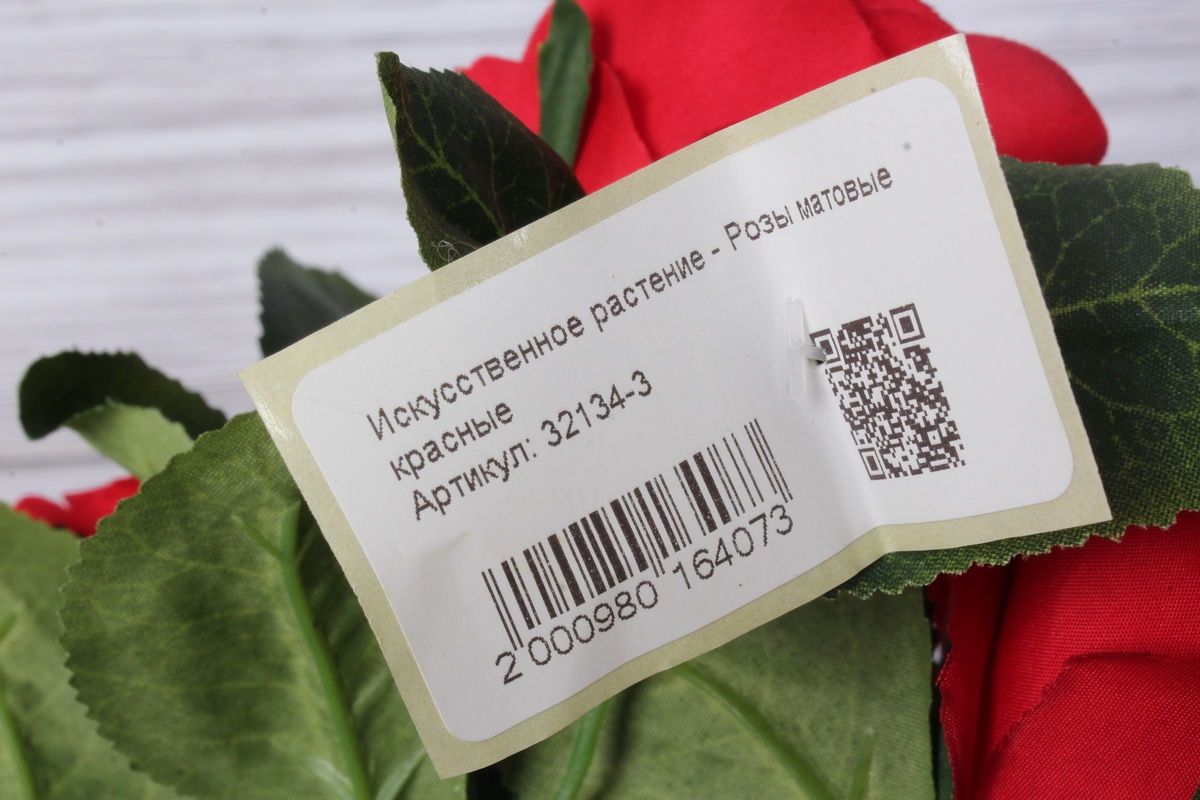 Искусственное растение - Розы матовые
красные
Артикул: 32134-3
2 000980 164073